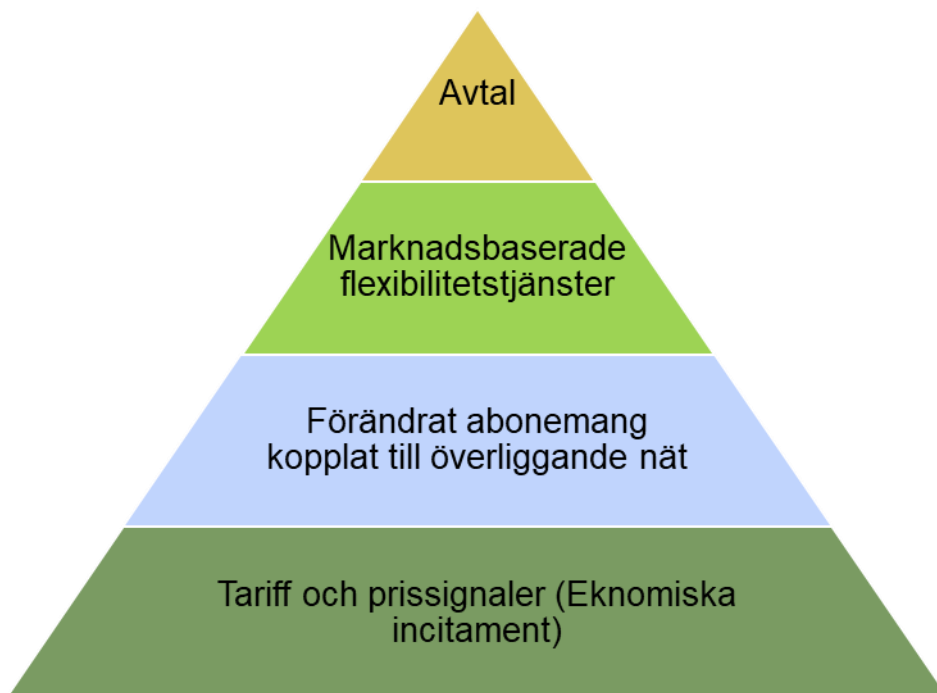 Avtal
Marknadsbaserade
flexibilitetstjänster
Förändrat abonemang
kopplat till överliggande nät
Tariff och prissignaler (Eknomiska
incitament)